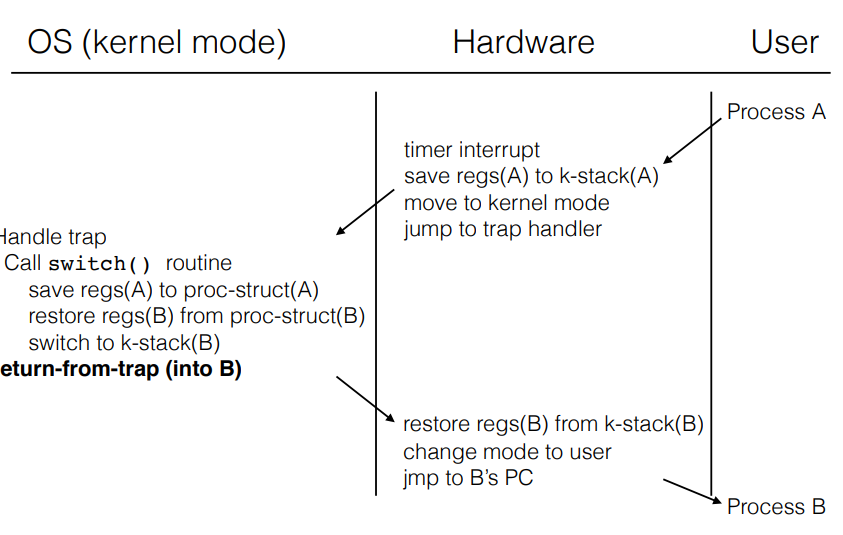 OS (kernel mode) Hardware User
Process A
timer interrupt
save regs(A) to k-stack(A)
move to kernel mode
jump to trap handler
Handle trap
Call switch() routine
save regs(A) to proc-struct(A)
restore regs(B) from proc-struct(B)
switch to k-stack(B)
eturn-from-trap (into B)
restore regs(B) from k-stack(B)
change mode to user
jmp to B's PC
Process B